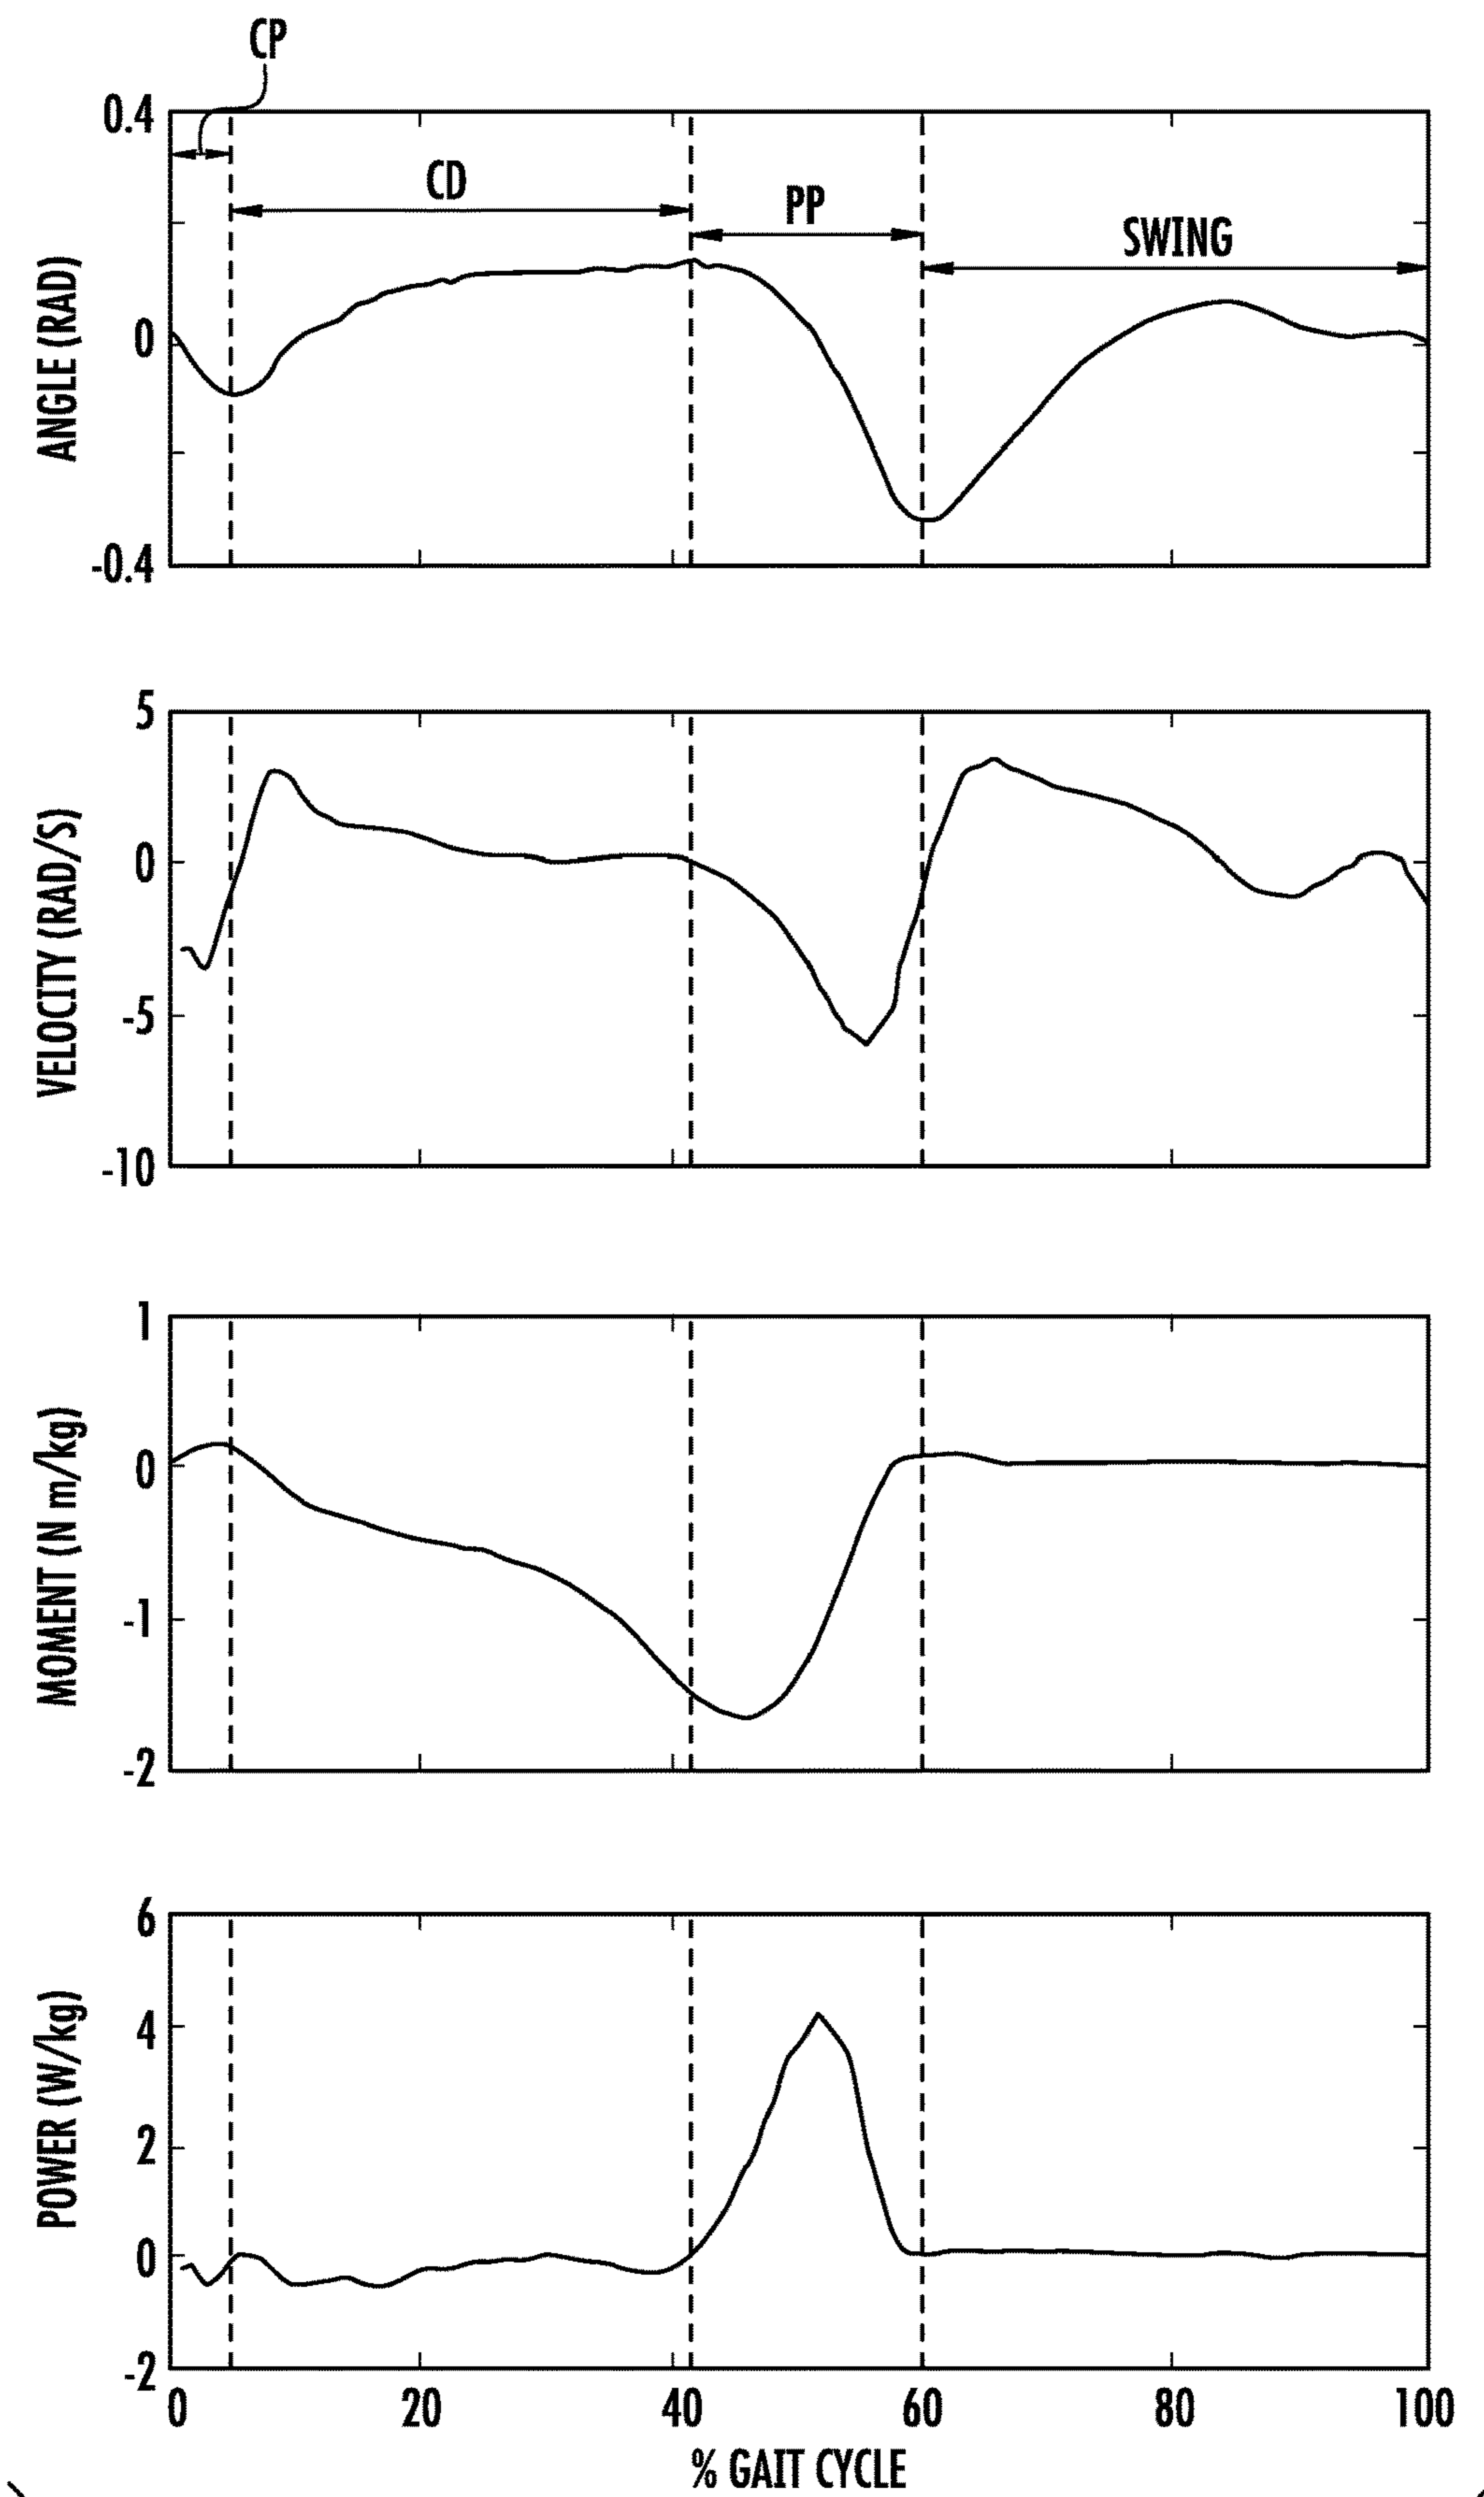 CP
0.4
CD
PP
SWING
0
-0.4
ANGLE (RAD)
5
0
-5
-10
VELOCITY (RAD/S)
1
0
-1
-2
MOMENT (N m/kg)
6
4
2
0
-2
POWER (W/kg)
0 20 40 60 80 100
% GAIT CYCLE